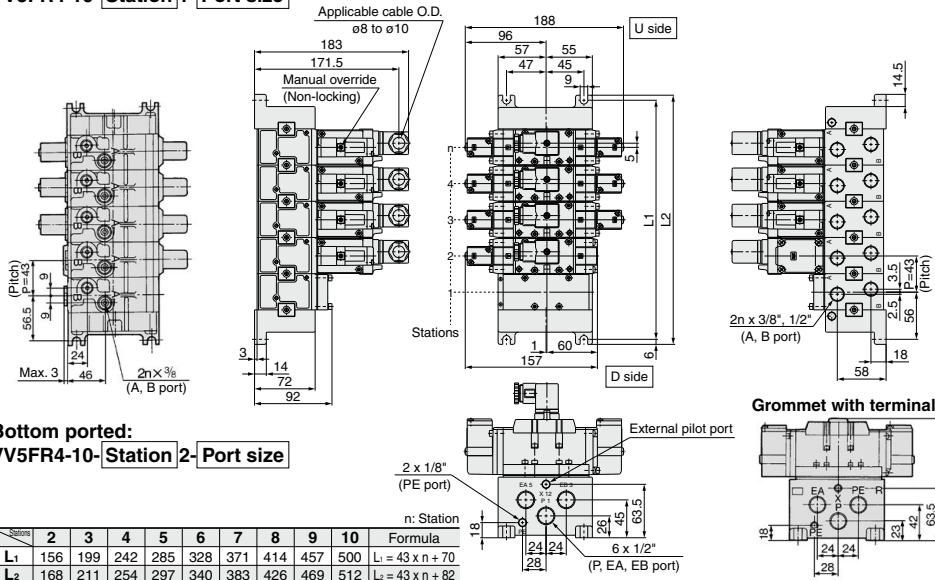 Station
Port size
Applicable cable O.D.
ø8 to ø10
183
171.5
Manual override
(Non-locking)
188
U side
96
57
55
47
45
9
14.5
n
4
3
2
1
5
L1
L2
Stations
1
60
157
6
D side
3
14
72
92
(Pitch)
P=43
9
9
56.5
24
Max. 3
46
2n×3/8
(A, B port)
B
B
B
B
A
A
A
A
A
B
3.5
P=43
(Pitch)
2.5
56
2n x 3/8", 1/2"
(A, B port)
18
58
Bottom ported:
VV5FR4-10- Station 2- Port size
External pilot port
2 x 1/8"
(PE port)
EA 5
EB 3
X 12
P 1
PE
18
26
45
63.5
24
24
28
6 x 1/2"
(P, EA, EB port)
Grommet with terminal
EA
PE
R
X
P
PE
18
24
24
28
23
42
63.5
n: Station
Stations 2 3 4 5 6 7 8 9 10 Formula
L₁ 156 199 242 285 328 371 414 457 500 L₁ = 43 x n + 70
L₂ 168 211 254 297 340 383 426 469 512 L₂ = 43 x n + 82